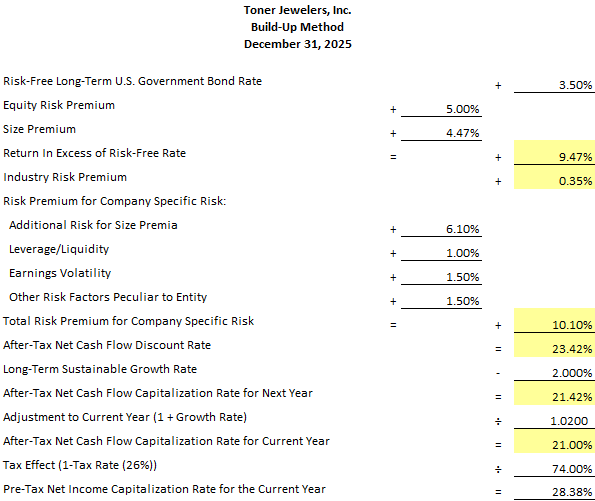 Toner Jewelers, Inc.
Build-Up Method
December 31, 2025
Risk-Free Long-Term U.S. Government Bond Rate + 3.50%
Equity Risk Premium + 5.00%
Size Premium + 4.47%
Return In Excess of Risk-Free Rate = + 9.47%
Industry Risk Premium + 0.35%
Risk Premium for Company Specific Risk:
Additional Risk for Size Premia + 6.10%
Leverage/Liquidity + 1.00%
Earnings Volatility + 1.50%
Other Risk Factors Peculiar to Entity + 1.50%
Total Risk Premium for Company Specific Risk = + 10.10%
After-Tax Net Cash Flow Discount Rate = 23.42%
Long-Term Sustainable Growth Rate - 2.000%
After-Tax Net Cash Flow Capitalization Rate for Next Year = 21.42%
Adjustment to Current Year (1 + Growth Rate) ÷ 1.0200
After-Tax Net Cash Flow Capitalization Rate for Current Year = 21.00%
Tax Effect (1-Tax Rate (26%)) ÷ 74.00%
Pre-Tax Net Income Capitalization Rate for the Current Year = 28.38%